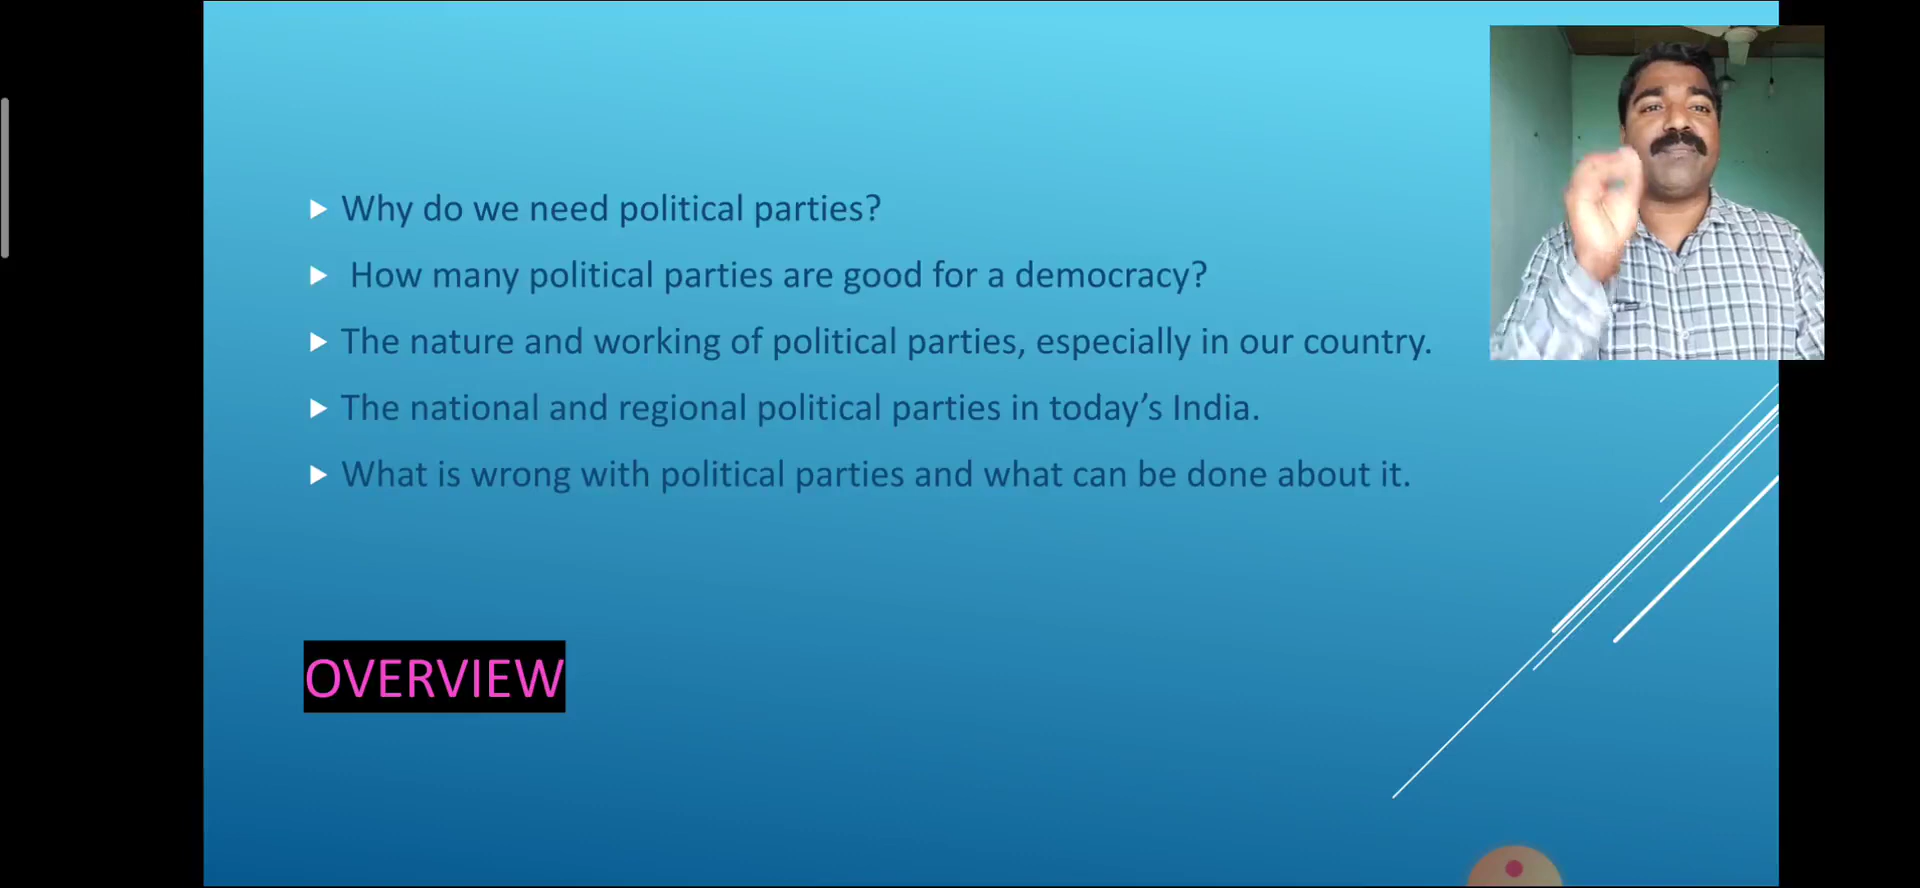 Why do we need political parties?
How many political parties are good for a democracy?
The nature and working of political parties, especially in our country.
The national and regional political parties in today’s India.
What is wrong with political parties and what can be done about it.
OVERVIEW